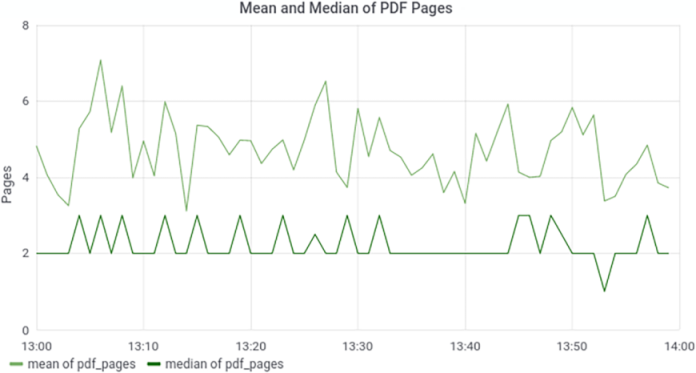 Mean and Median of PDF Pages
8
6
4
2
0
Pages
13:00 13:10 13:20 13:30 13:40 13:50 14:00
mean of pdf_pages median of pdf_pages